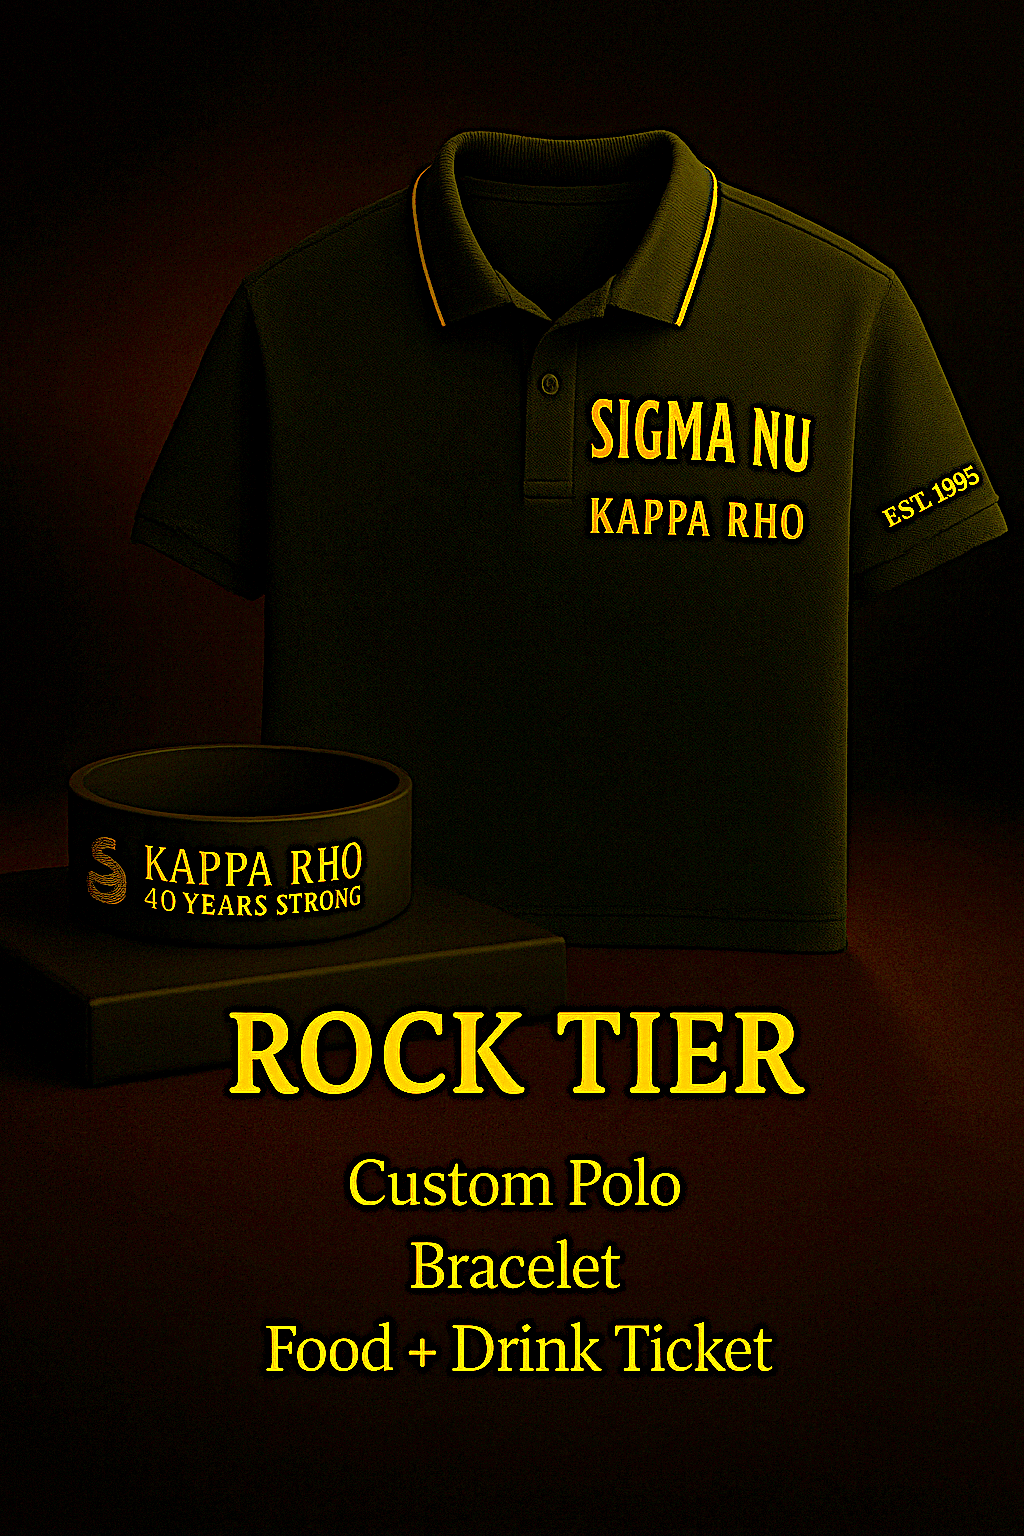 SIGMA NU
KAPPA RHO
EST. 1995
S KAPPA RHO
40 YEARS STRONG
ROCK TIER
Custom Polo
Bracelet
Food + Drink Ticket